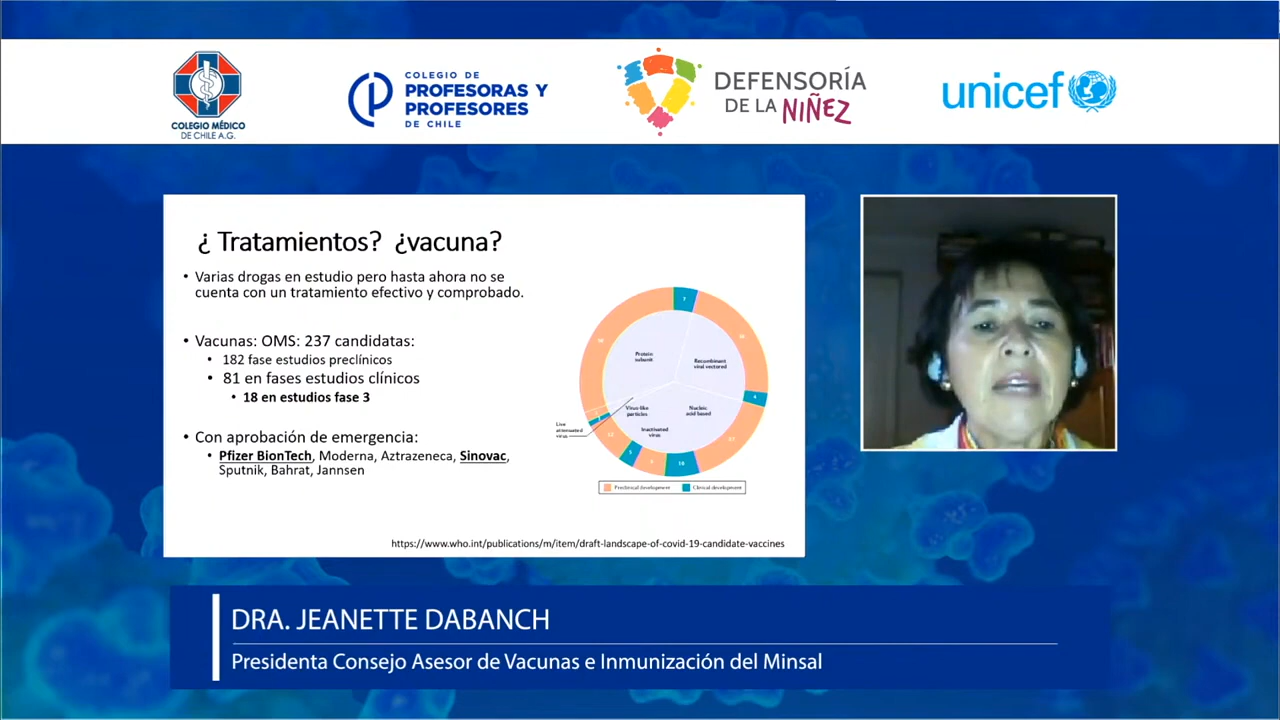 COLEGIO MÉDICO
DE CHILE A.G.
COLEGIO DE
PROFESORAS Y
PROFESORES
DE CHILE
DEFENSORÍA
DE LA NIÑEZ
unicef
¿ Tratamientos? ¿vacuna?
• Varias drogas en estudio pero hasta ahora no se
cuenta con un tratamiento efectivo y comprobado.
• Vacunas: OMS: 237 candidatas:
• 182 fase estudios preclínicos
• 81 en fases estudios clínicos
• 18 en estudios fase 3
• Con aprobación de emergencia:
• Pfizer BionTech, Moderna, Aztrazeneca, Sinovac,
Sputnik, Bahrat, Jannsen
Protein
subunit
Recombinant
viral vectored
Virus-like
particles
Nucleic
acid based
Inactivated
virus
Live
attenuated
virus
Preclinical development
Clinical development
https://www.who.int/publications/m/item/draft-landscape-of-covid-19-candidate-vaccines
DRA. JEANETTE DABANCH
Presidenta Consejo Asesor de Vacunas e Inmunización del Minsal